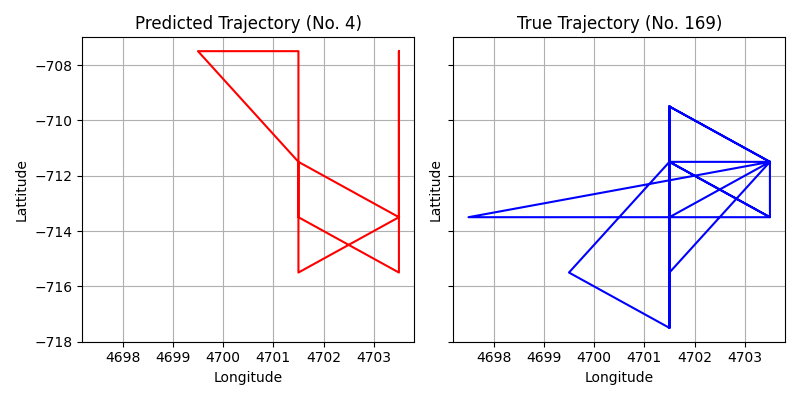 Predicted Trajectory (No. 4)
True Trajectory (No. 169)
−708
−710
−712
−714
−716
−718
Lattitude
Lattitude
4698 4699 4700 4701 4702 4703
4698 4699 4700 4701 4702 4703
Longitude
Longitude